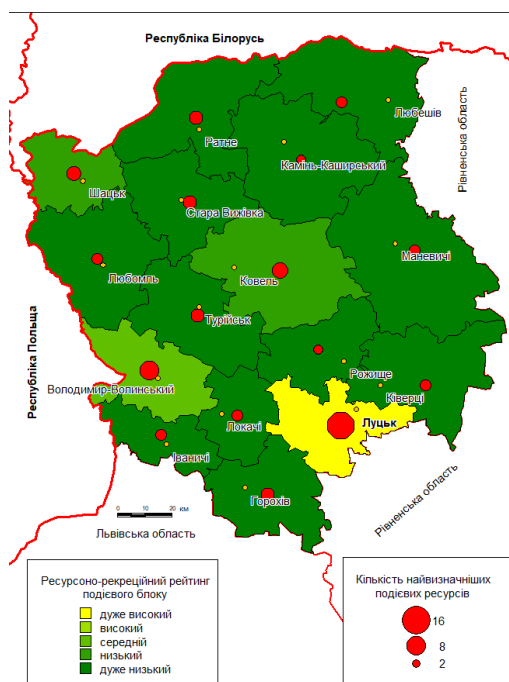 Республіка Білорусь
Любешів
Рівненська область
Ратне
Камінь-Каширський
Шацьк
Стара Вижівка
Маневичі
Любомль
Ковель
Турійськ
Республіка Польща
Рожище
Володимир-Волинський
Ківерці
Луцьк
Локачі
Іваничі
Горохів
Рівненська область
0 10 20 км
Львівська область
Ресурсоно-рекреційний рейтинг
подієвого блоку
дуже високий
високий
середній
низький
дуже низький
Кількість найвизначніших
подієвих ресурсів
16
8
2